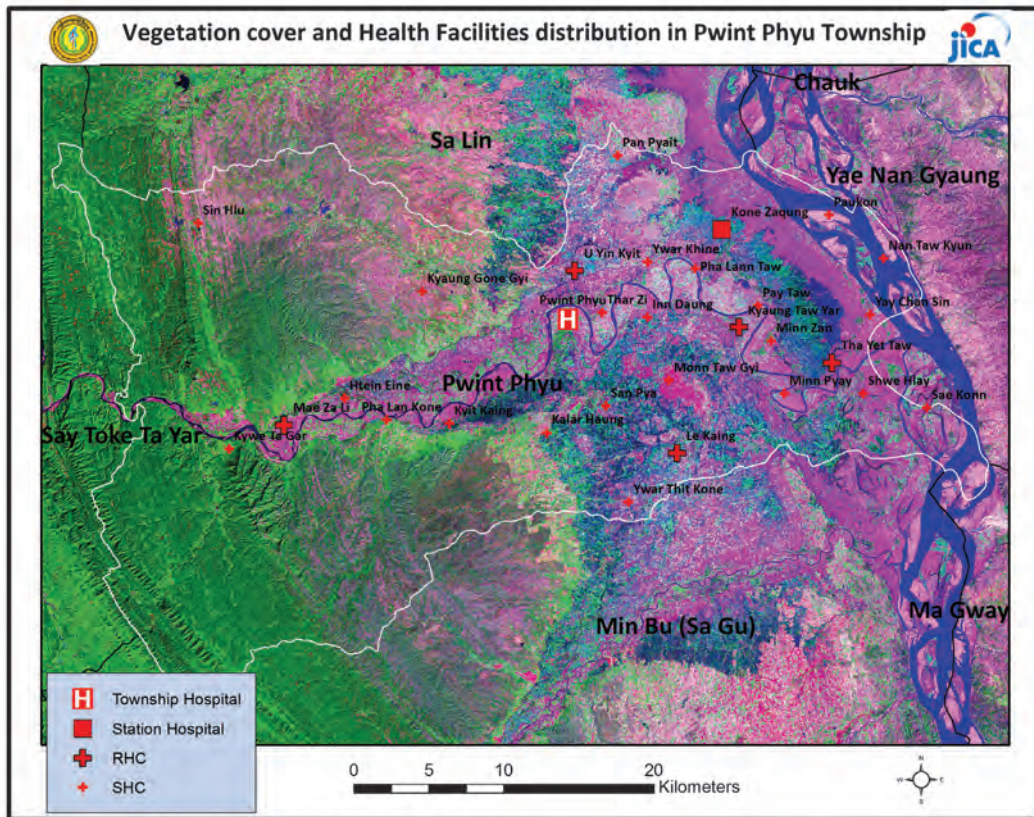 Vegetation cover and Health Facilities distribution in Pwint Phyu Township
jICA
Chauk
Sa Lin
Pan Pyait
Yae Nan Gyaung
Sin Hlu
Paukon
Kone Zaqung
Nan Taw Kyun
U Yin Kyit
Ywar Khine
Pha Lann Taw
Kyaung Gone Gyi
Pwint Phyu
Thar Zi
Inn Daung
Pay Taw
Yay Chan Sin
H
Kyaung Taw Yar
Minn Zan
Tha Yet Taw
Monn Taw Gyi
Htein Eine
Pwint Phyu
San Pya
Minn Pyay
Shwe Hlay
Sae Konn
Mae Za Li
Pha Lan Kone
Kyit Kaing
Say Toke Ta Yar
Kywe Ta Gar
Kalar Haung
Le Kaing
Ywar Thit Kone
Min Bu (Sa Gu)
Ma Gway
H Township Hospital
Station Hospital
RHC
SHC
0 5 10 20
Kilometers
N
W E
S